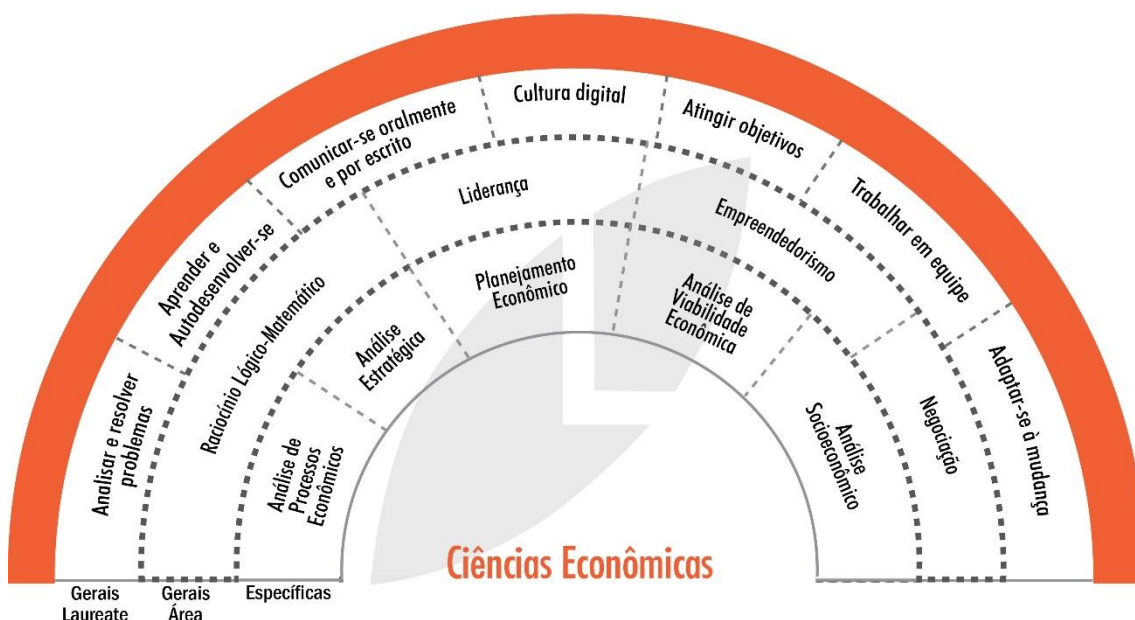 Analisar e resolver
problemas
Aprender e
Autodesenvolver-se
Comunicar-se oralmente
e por escrito
Cultura digital
Atingir objetivos
Trabalhar em equipe
Adaptar-se à mudança
Raciocínio Lógico-Matemático
Liderança
Empreendedorismo
Negociação
Análise de
Processos
Econômicos
Análise
Estratégica
Planejamento
Econômico
Análise de
Viabilidade
Econômica
Análise
Socioeconômico
Ciências Econômicas
Gerais
Laureate
Gerais
Área
Específicas